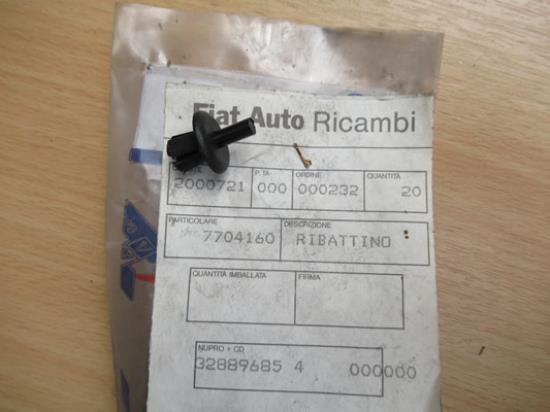 Fiat Auto Ricambi
P.TA ORDINE QUANTITA
2000721 000 000232 20
PARTICOLARE DESCRIZIONE
7704160 RIBATTINO
QUANTITÀ IMBALLATA FIRMA
NUPRO + CD
32889685 4 000000